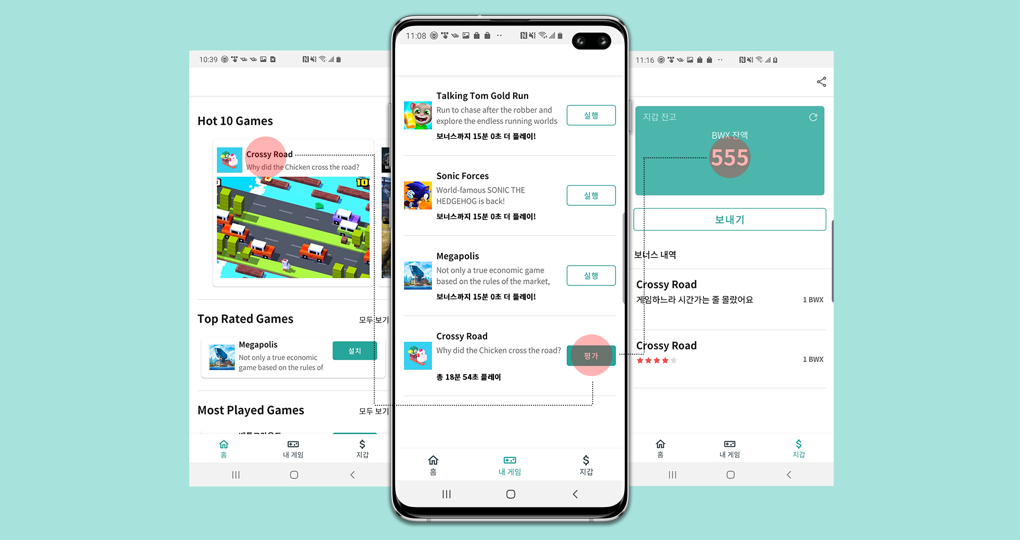 10:39
Hot 10 Games
Crossy Road
Why did the Chicken cross the road?
10
Top Rated Games
모두 보기
Megapolis
Not only a true economic
game based on the rules of
설치
Most Played Games
모두 보기
홈
내 게임
지갑
11:08
Talking Tom Gold Run
Run to chase after the robber and
explore the endless running worlds
보너스까지 15분 0초 더 플레이!
실행
Sonic Forces
World-famous SONIC THE
HEDGEHOG is back!
보너스까지 15분 0초 더 플레이!
실행
Megapolis
Not only a true economic game
based on the rules of the market,
보너스까지 15분 0초 더 플레이!
실행
Crossy Road
Why did the Chicken cross the road?
총 18분 54초 플레이
평가
홈
내 게임
지갑
11:16
지갑 잔고
BWX 잔액
555
보내기
보너스 내역
Crossy Road
게임하느라 시간가는 줄 몰랐어요
1 BWX
Crossy Road
1 BWX
홈
내 게임
지갑